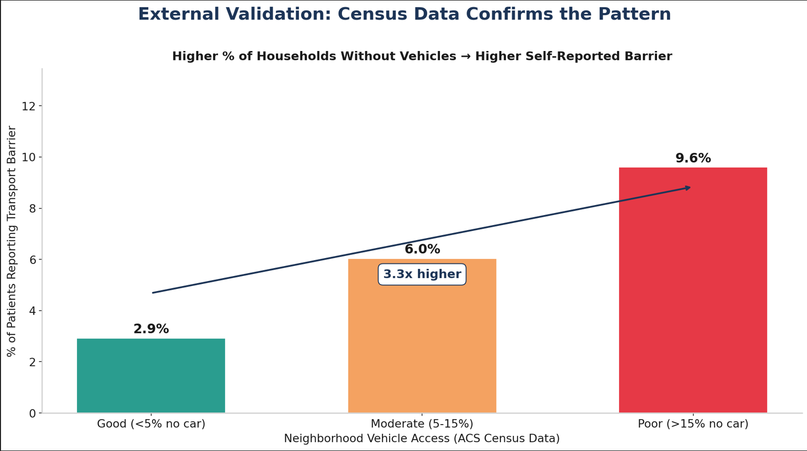 External Validation: Census Data Confirms the Pattern
Higher % of Households Without Vehicles → Higher Self-Reported Barrier
% of Patients Reporting Transport Barrier
12
10
8
6
4
2
0
2.9%
6.0%
3.3x higher
9.6%
Good (<5% no car)
Moderate (5-15%)
Poor (>15% no car)
Neighborhood Vehicle Access (ACS Census Data)